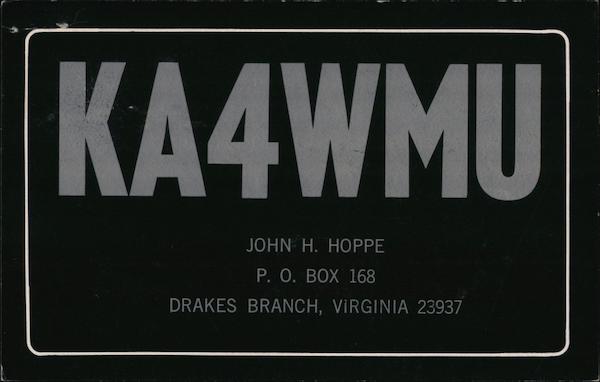 KA4WMU
JOHN H. HOPPE
P. O. BOX 168
DRAKES BRANCH, ViRGINIA 23937